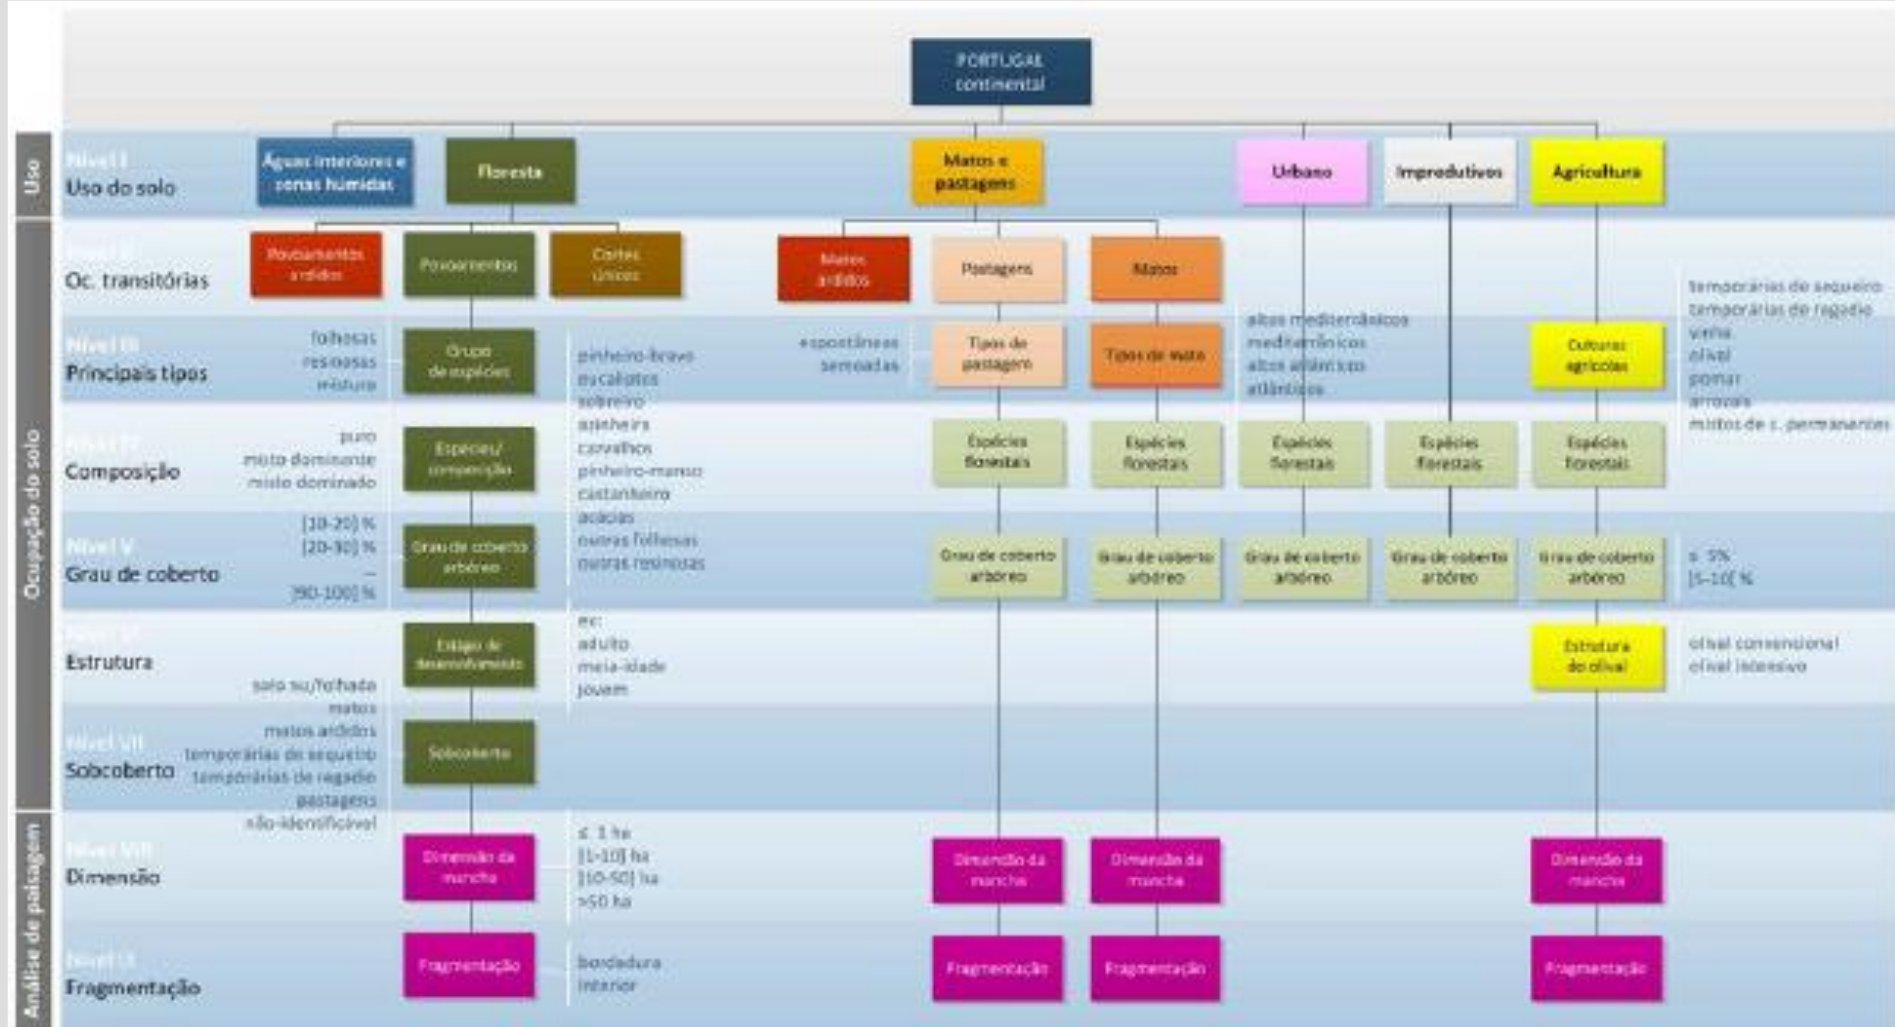 PORTUGAL
continental
Uso
Nível I
Uso do solo
Águas interiores e
zonas húmidas
Floresta
Matos e
pastagens
Urbano
Improdutivos
Agricultura
Ocupação do solo
Oc. transitórias
Povoamentos
ardidos
Povoamentos
Cortes
únicos
Matos
ardidos
Pastagens
Matos
Nível III
Principais tipos
folhosas
resinosas
mistura
Grupo
de espécies
pinheiro-bravo
eucaliptos
sobreiro
azinheira
carvalhos
pinheiro-manso
castanheiro
acácias
outras folhosas
outras resinosas
espontâneas
semeadas
Tipos de
pastagem
Tipos de mato
altos mediterrânicos
mediterrânicos
altos atlânticos
atlânticos
Culturas
agrícolas
temporárias de sequeiro
temporárias de regadio
vinha
olival
pomar
arrozais
mistos de c. permanentes
Nível IV
Composição
puro
misto dominante
misto dominado
Espécies/
composição
Espécies
florestais
Espécies
florestais
Espécies
florestais
Espécies
florestais
Espécies
florestais
Nível V
Grau de coberto
[10-20] %
[20-30] %
...
]90-100] %
Grau de coberto
arbóreo
Grau de coberto
arbóreo
Grau de coberto
arbóreo
Grau de coberto
arbóreo
Grau de coberto
arbóreo
Grau de coberto
arbóreo
≤ 5%
]5-10[ %
Estrutura
Estágio de
desenvolvimento
ec:
adulto
meia-idade
jovem
Estrutura
do olival
olival convencional
olival intensivo
Nível VII
Sobcoberto
solo nu/folhada
matos
matos ardidos
temporárias de sequeiro
temporárias de regadio
pastagens
não-identificável
Sobcoberto
Análise de paisagem
Nível VIII
Dimensão
Dimensão da
mancha
≤ 1 ha
]1-10] ha
]10-50] ha
>50 ha
Dimensão da
mancha
Dimensão da
mancha
Dimensão da
mancha
Nível IX
Fragmentação
Fragmentação
bordadura
interior
Fragmentação
Fragmentação
Fragmentação